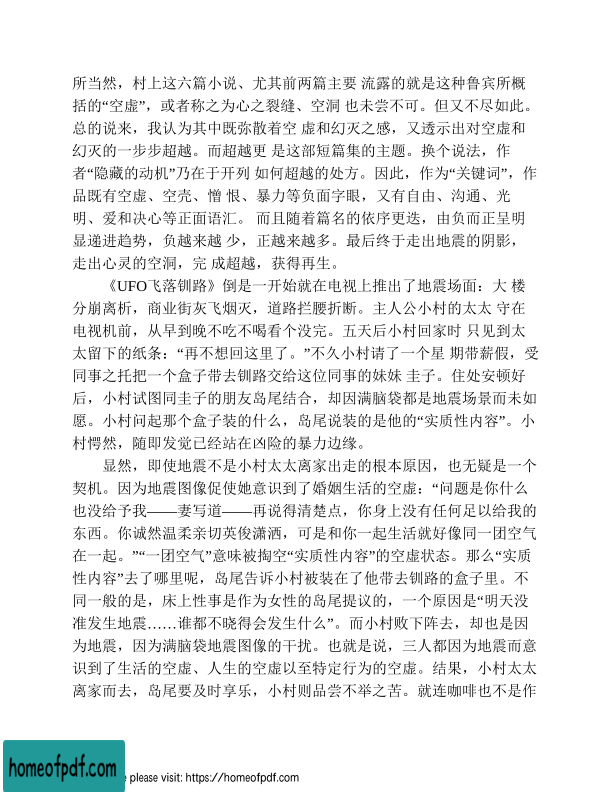 所当然，村上这六篇小说、尤其前两篇主要 流露的就是这种鲁宾所概
括的“空虚”，或者称之为心之裂缝、空洞 也未尝不可。但又不尽如此。
总的说来，我认为其中既弥散着空 虚和幻灭之感，又透示出对空虚和
幻灭的一步步超越。而超越更 是这部短篇集的主题。换个说法，作
者“隐藏的动机”乃在于开列 如何超越的处方。因此，作为“关键词”，作
品既有空虚、空壳、憎 恨、暴力等负面字眼，又有自由、沟通、光
明、爱和决心等正面语汇。 而且随着篇名的依序更迭，由负而正呈明
显递进趋势，负越来越 少，正越来越多。最后终于走出地震的阴影，
走出心灵的空洞，完 成超越，获得再生。
《UFO飞落钏路》倒是一开始就在电视上推出了地震场面：大 楼
分崩离析，商业街灰飞烟灭，道路拦腰折断。主人公小村的太太 守在
电视机前，从早到晚不吃不喝看个没完。五天后小村回家时 只见到太
太留下的纸条：“再不想回这里了。”不久小村请了一个星 期带薪假，受
同事之托把一个盒子带去钏路交给这位同事的妹妹 圭子。住处安顿好
后，小村试图同圭子的朋友岛尾结合，却因满脑袋都是地震场景而未如
愿。小村问起那个盒子装的什么，岛尾说装的是他的“实质性内容”。小
村愕然，随即发觉已经站在凶险的暴力边缘。
显然，即使地震不是小村太太离家出走的根本原因，也无疑是一个
契机。因为地震图像促使她意识到了婚姻生活的空虚：“问题是你什么
也没给予我——妻写道——再说得清楚点，你身上没有任何足以给我的
东西。你诚然温柔亲切英俊潇洒，可是和你一起生活就好像同一团空气
在一起。”“一团空气”意味被掏空“实质性内容”的空虚状态。那么“实质
性内容”去了哪里呢，岛尾告诉小村被装在了他带去钏路的盒子里。不
同一般的是，床上性事是作为女性的岛尾提议的，一个原因是“明天没
准发生地震……谁都不晓得会发生什么”。而小村败下阵去，却也是因
为地震，因为满脑袋地震图像的干扰。也就是说，三人都因为地震而意
识到了生活的空虚、人生的空虚以至特定行为的空虚。结果，小村太太
离家而去，岛尾要及时享乐，小村则品尝不举之苦。就连咖啡也不是作
homeofpdf.com
please visit: https://homeofpdf.com